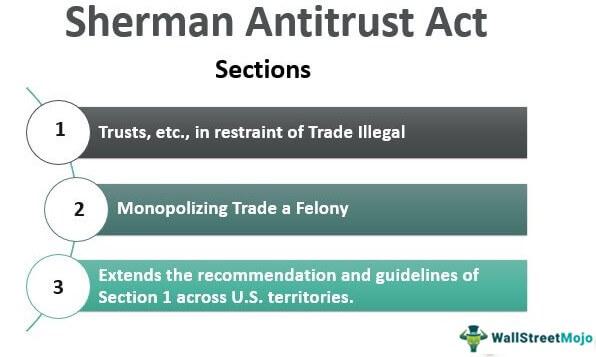 Sherman Antitrust Act
Sections
1
Trusts, etc., in restraint of Trade Illegal
2
Monopolizing Trade a Felony
3
Extends the recommendation and guidelines of
Section 1 across U.S. territories.
WallStreetMojo